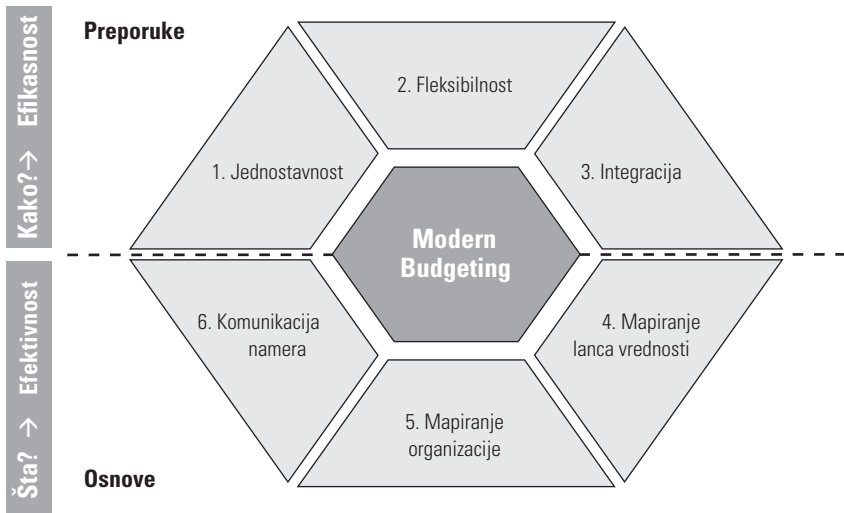 Preporuke
Kako? → Efikasnost
2. Fleksibilnost
1. Jednostavnost
3. Integracija
Modern
Budgeting
6. Komunikacija
namera
4. Mapiranje
lanca vrednosti
5. Mapiranje
organizacije
Šta? → Efektivnost
Osnove